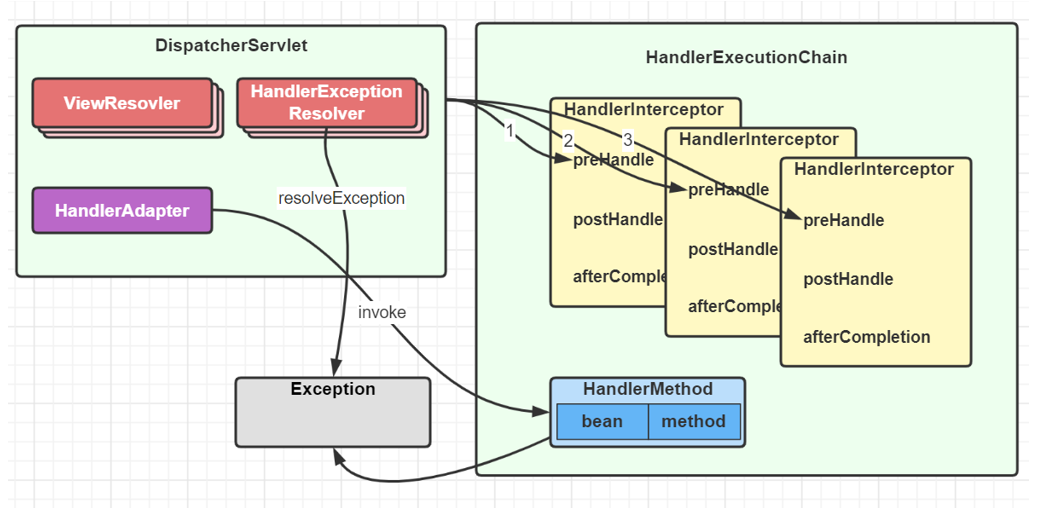 DispatcherServlet
ViewResovler
HandlerException
Resolver
HandlerAdapter
resolveException
invoke
Exception
HandlerExecutionChain
HandlerInterceptor
1
preHandle
postHandle
afterComple
HandlerInterceptor
2
preHandle
postHandle
afterComple
HandlerInterceptor
3
preHandle
postHandle
afterCompletion
HandlerMethod
bean
method